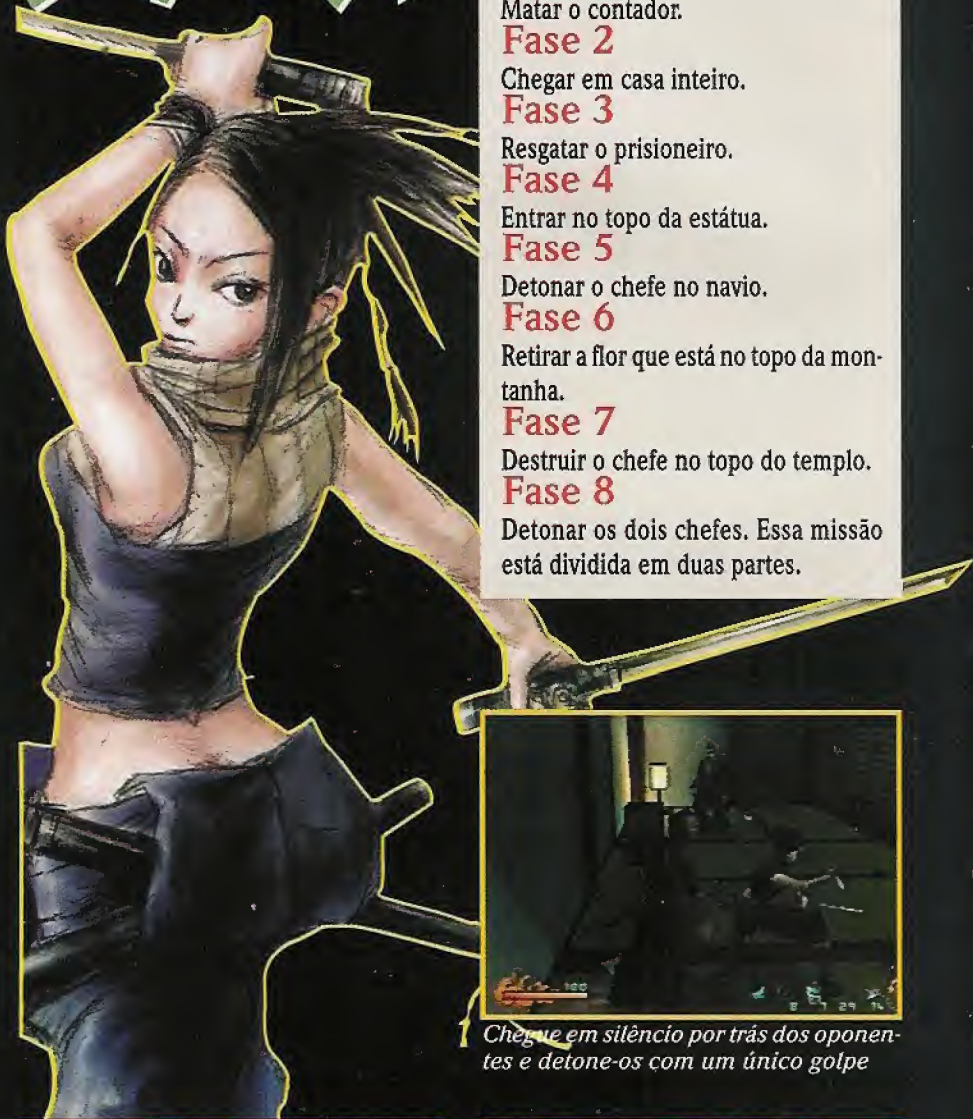 Matar o contador.
Fase 2
Chegar em casa inteiro.
Fase 3
Resgatar o prisioneiro.
Fase 4
Entrar no topo da estátua.
Fase 5
Detonar o chefe no navio.
Fase 6
Retirar a flor que está no topo da mon-
tanha.
Fase 7
Destruir o chefe no topo do templo.
Fase 8
Detonar os dois chefes. Essa missão
está dividida em duas partes.
100
Chegue em silêncio por trás dos oponen-
tes e detone-os com um único golpe